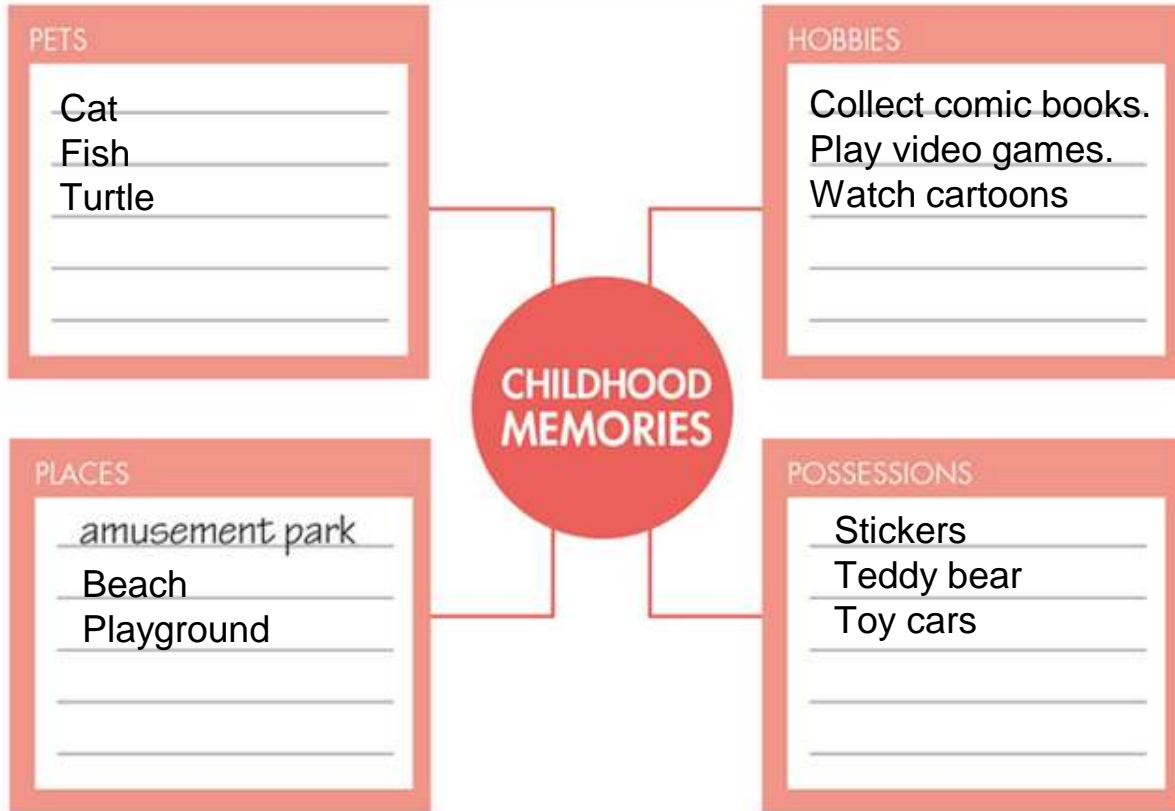 PETS
Cat
Fish
Turtle
HOBBIES
Collect comic books.
Play video games.
Watch cartoons
CHILDHOOD
MEMORIES
PLACES
amusement park
Beach
Playground
POSSESSIONS
Stickers
Teddy bear
Toy cars